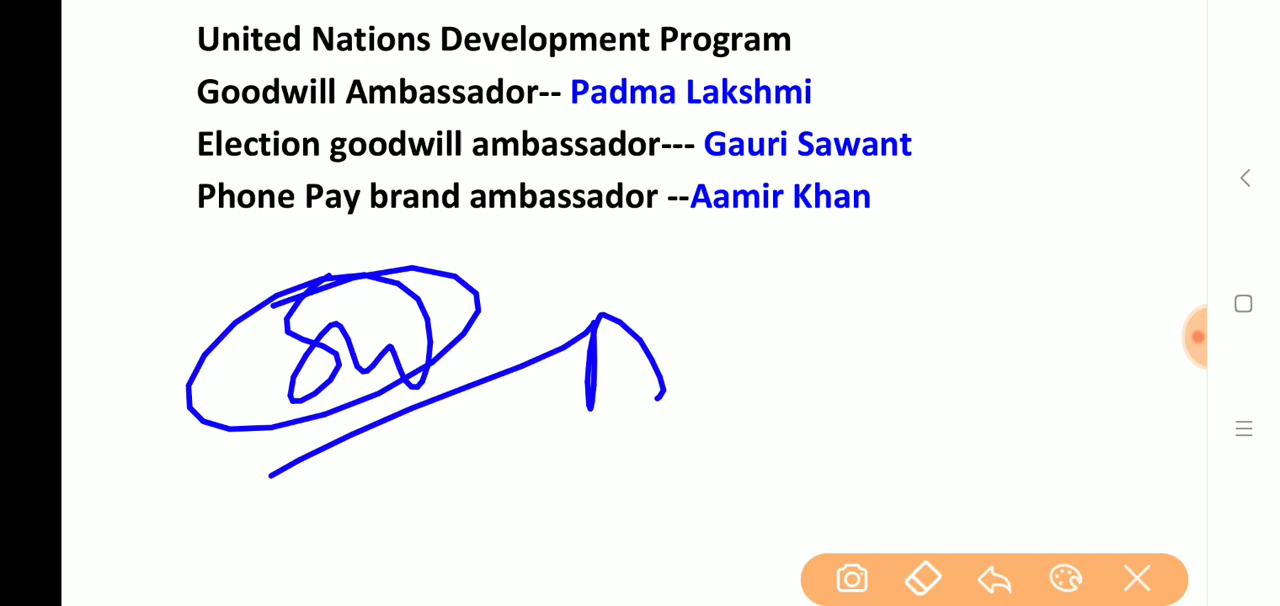 United Nations Development Program
Goodwill Ambassador-- Padma Lakshmi
Election goodwill ambassador--- Gauri Sawant
Phone Pay brand ambassador --Aamir Khan